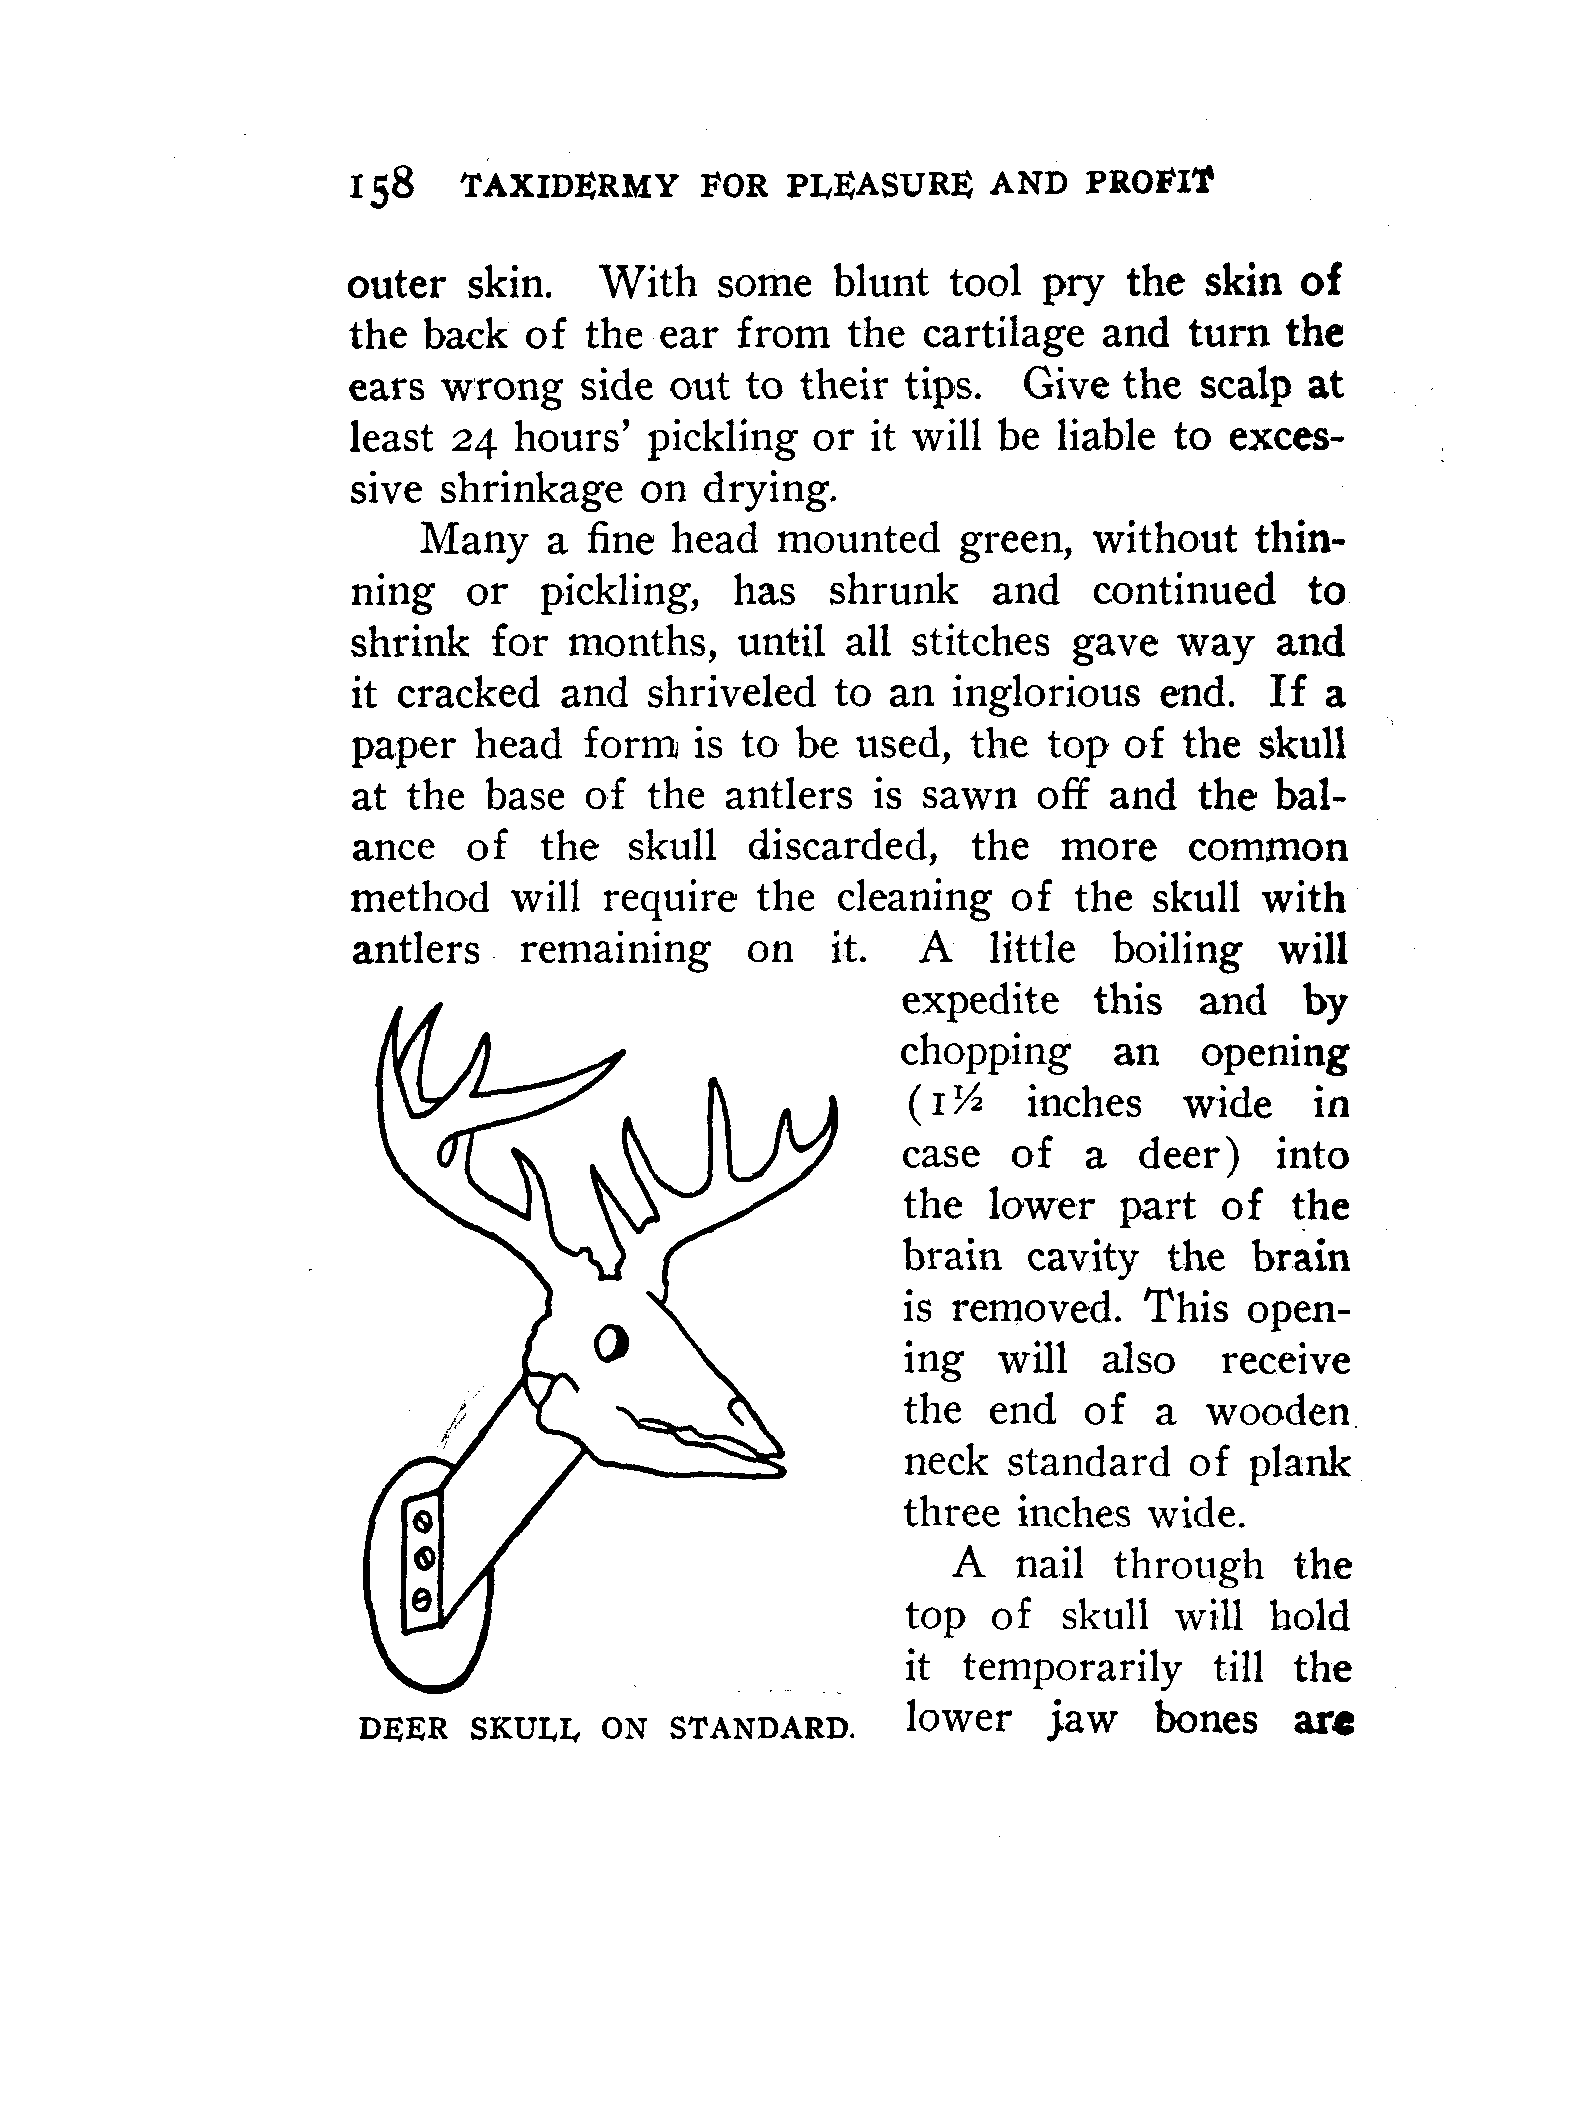 158 TAXIDERMY FOR PLEASURE AND PROFIT
outer skin. With some blunt tool pry the skin of
the back of the ear from the cartilage and turn the
ears wrong side out to their tips. Give the scalp at
least 24 hours' pickling or it will be liable to exces-
sive shrinkage on drying.
Many a fine head mounted green, without thin-
ning or pickling, has shrunk and continued to
shrink for months, until all stitches gave way and
it cracked and shriveled to an inglorious end. If a
paper head form is to be used, the top of the skull
at the base of the antlers is sawn off and the bal-
ance of the skull discarded, the more common
method will require the cleaning of the skull with
antlers remaining on it. A little boiling will
expedite this and by
chopping an opening
(1½ inches wide in
case of a deer) into
the lower part of the
brain cavity the brain
is removed. This open-
ing will also receive
the end of a wooden
neck standard of plank
three inches wide.
A nail through the
top of skull will hold
it temporarily till the
lower jaw bones are
DEER SKULL ON STANDARD.